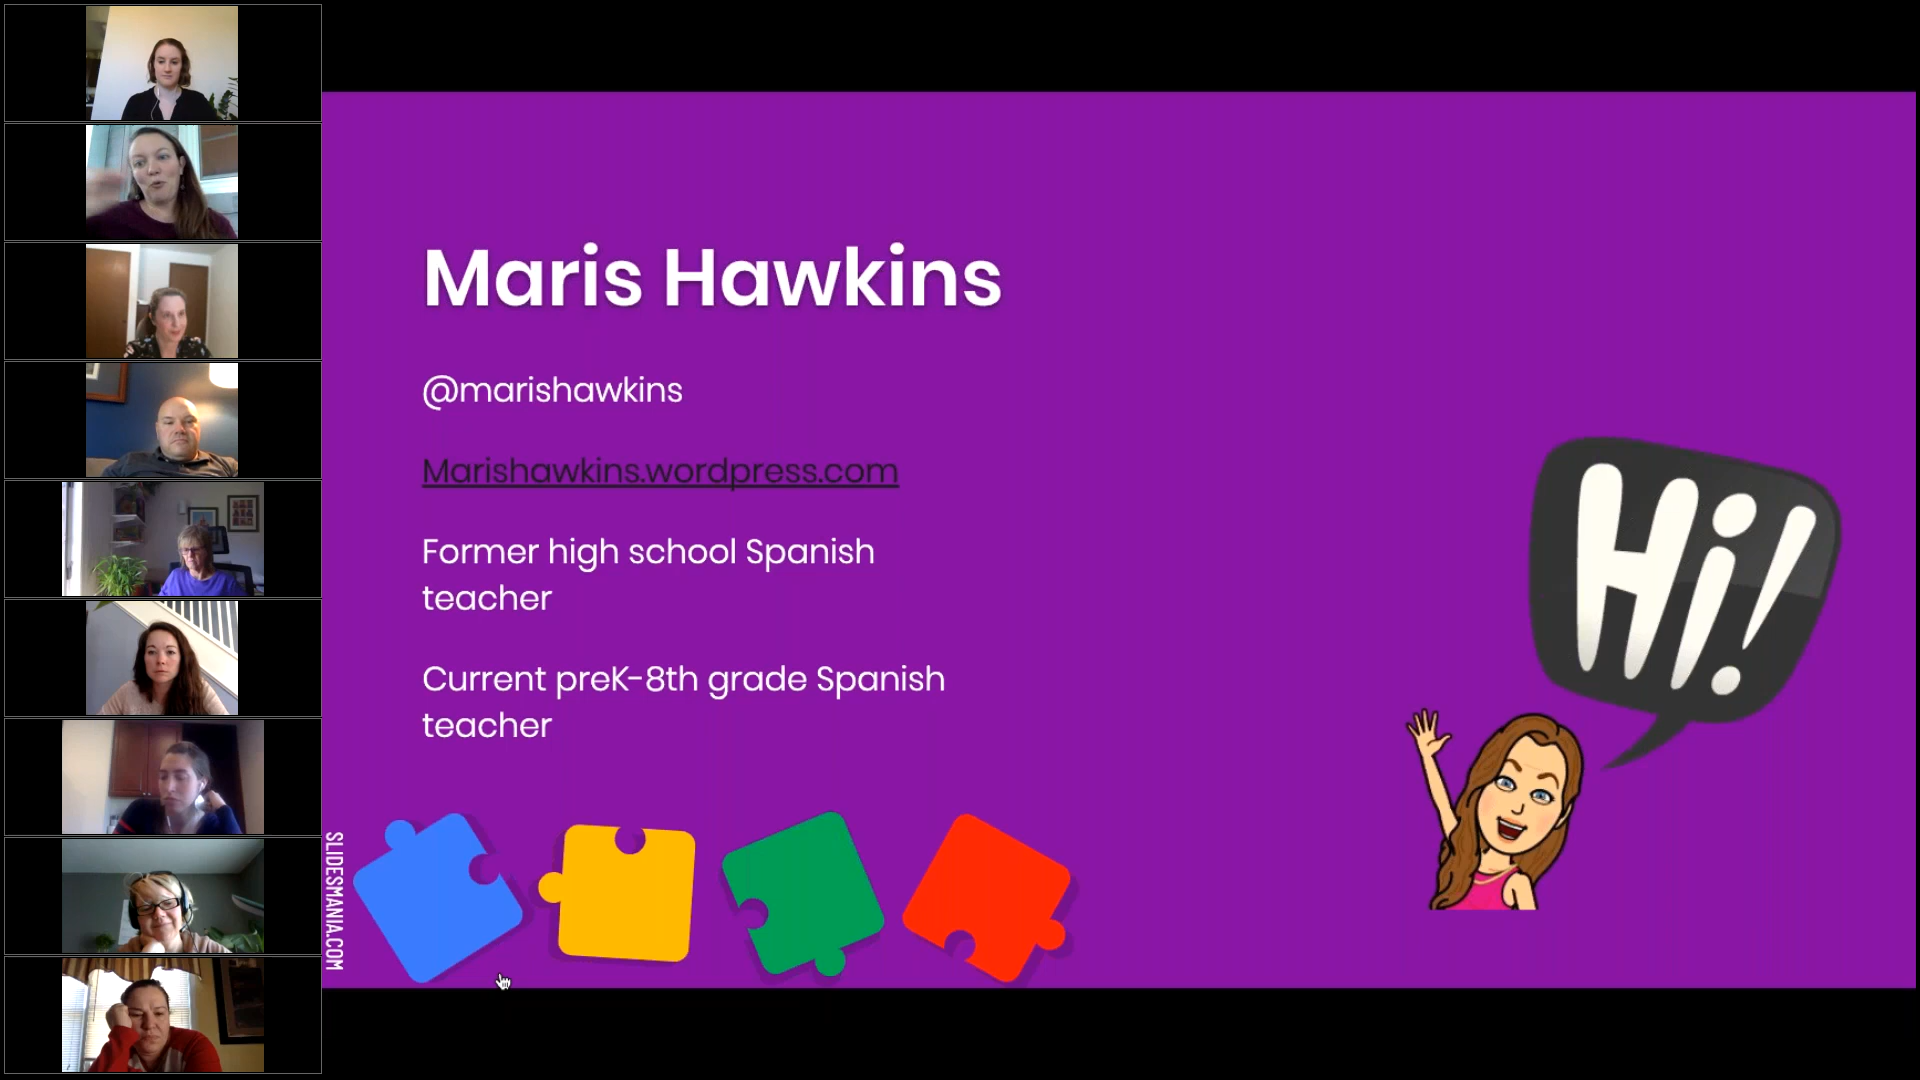 Maris Hawkins
@marishawkins
Marishawkins.wordpress.com
Former high school Spanish
teacher
Current preK-8th grade Spanish
teacher
Hi!
SLIDESMANIA.COM